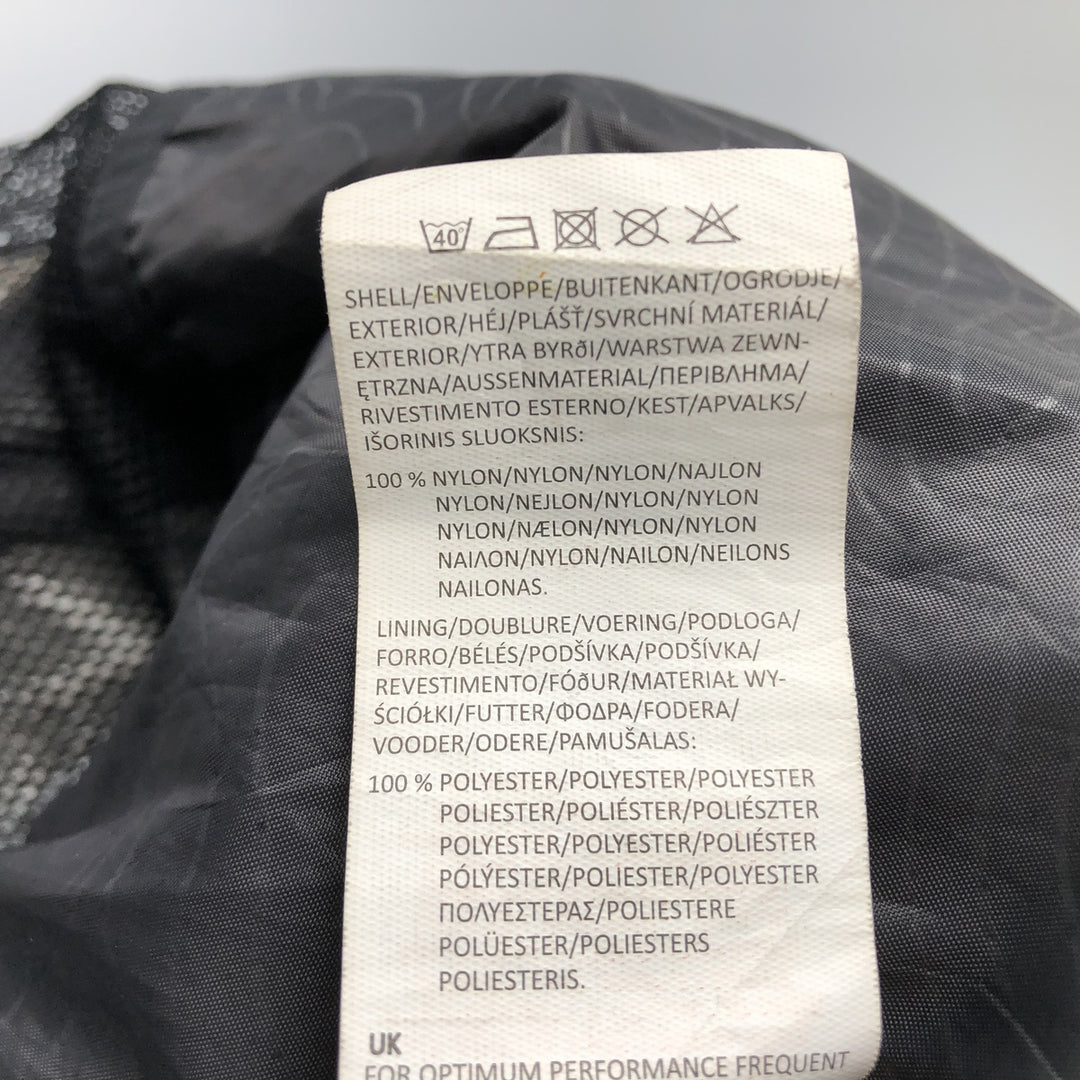 40°
SHELL/ENVELOPPE/BUITENKANT/OGRODJE/
EXTERIOR/HÉJ/PLÁŠŤ/SVRCHNÍ MATERIÁL/
EXTERIOR/YTRA BYRðI/WARSTWA ZEWN-
ĘTRZNA/AUSSENMATERIAL/ΠΕΡΙΒΛΗΜΑ/
RIVESTIMENTO ESTERNO/KEST/APVALKS/
IŠORINIS SLUOKSNIS:
100 % NYLON/NYLON/NYLON/NAJLON
NYLON/NEJLON/NYLON/NYLON
NYLON/NÆLON/NYLON/NYLON
ΝΑΙΛΟΝ/NYLON/NAILON/NEILONS
NAILONAS.
LINING/DOUBLURE/VOERING/PODLOGA/
FORRO/BÉLÉS/PODŠÍVKA/PODŠÍVKA/
REVESTIMENTO/FÓðUR/MATERIAŁ WY-
ŚCIÓŁKI/FUTTER/ΦΟΔΡΑ/FODERA/
VOODER/ODERE/PAMUŠALAS:
100 % POLYESTER/POLYESTER/POLYESTER
POLIESTER/POLIÉSTER/POLIÉSZTER
POLYESTER/POLYESTER/POLIÉSTER
PÓLÝESTER/POLIESTER/POLYESTER
ΠΟΛΥΕΣΤΕΡΑΣ/POLIESTERE
POLÜESTER/POLIESTERS
POLIESTERIS.
UK
FOR OPTIMUM PERFORMANCE FREQUENT